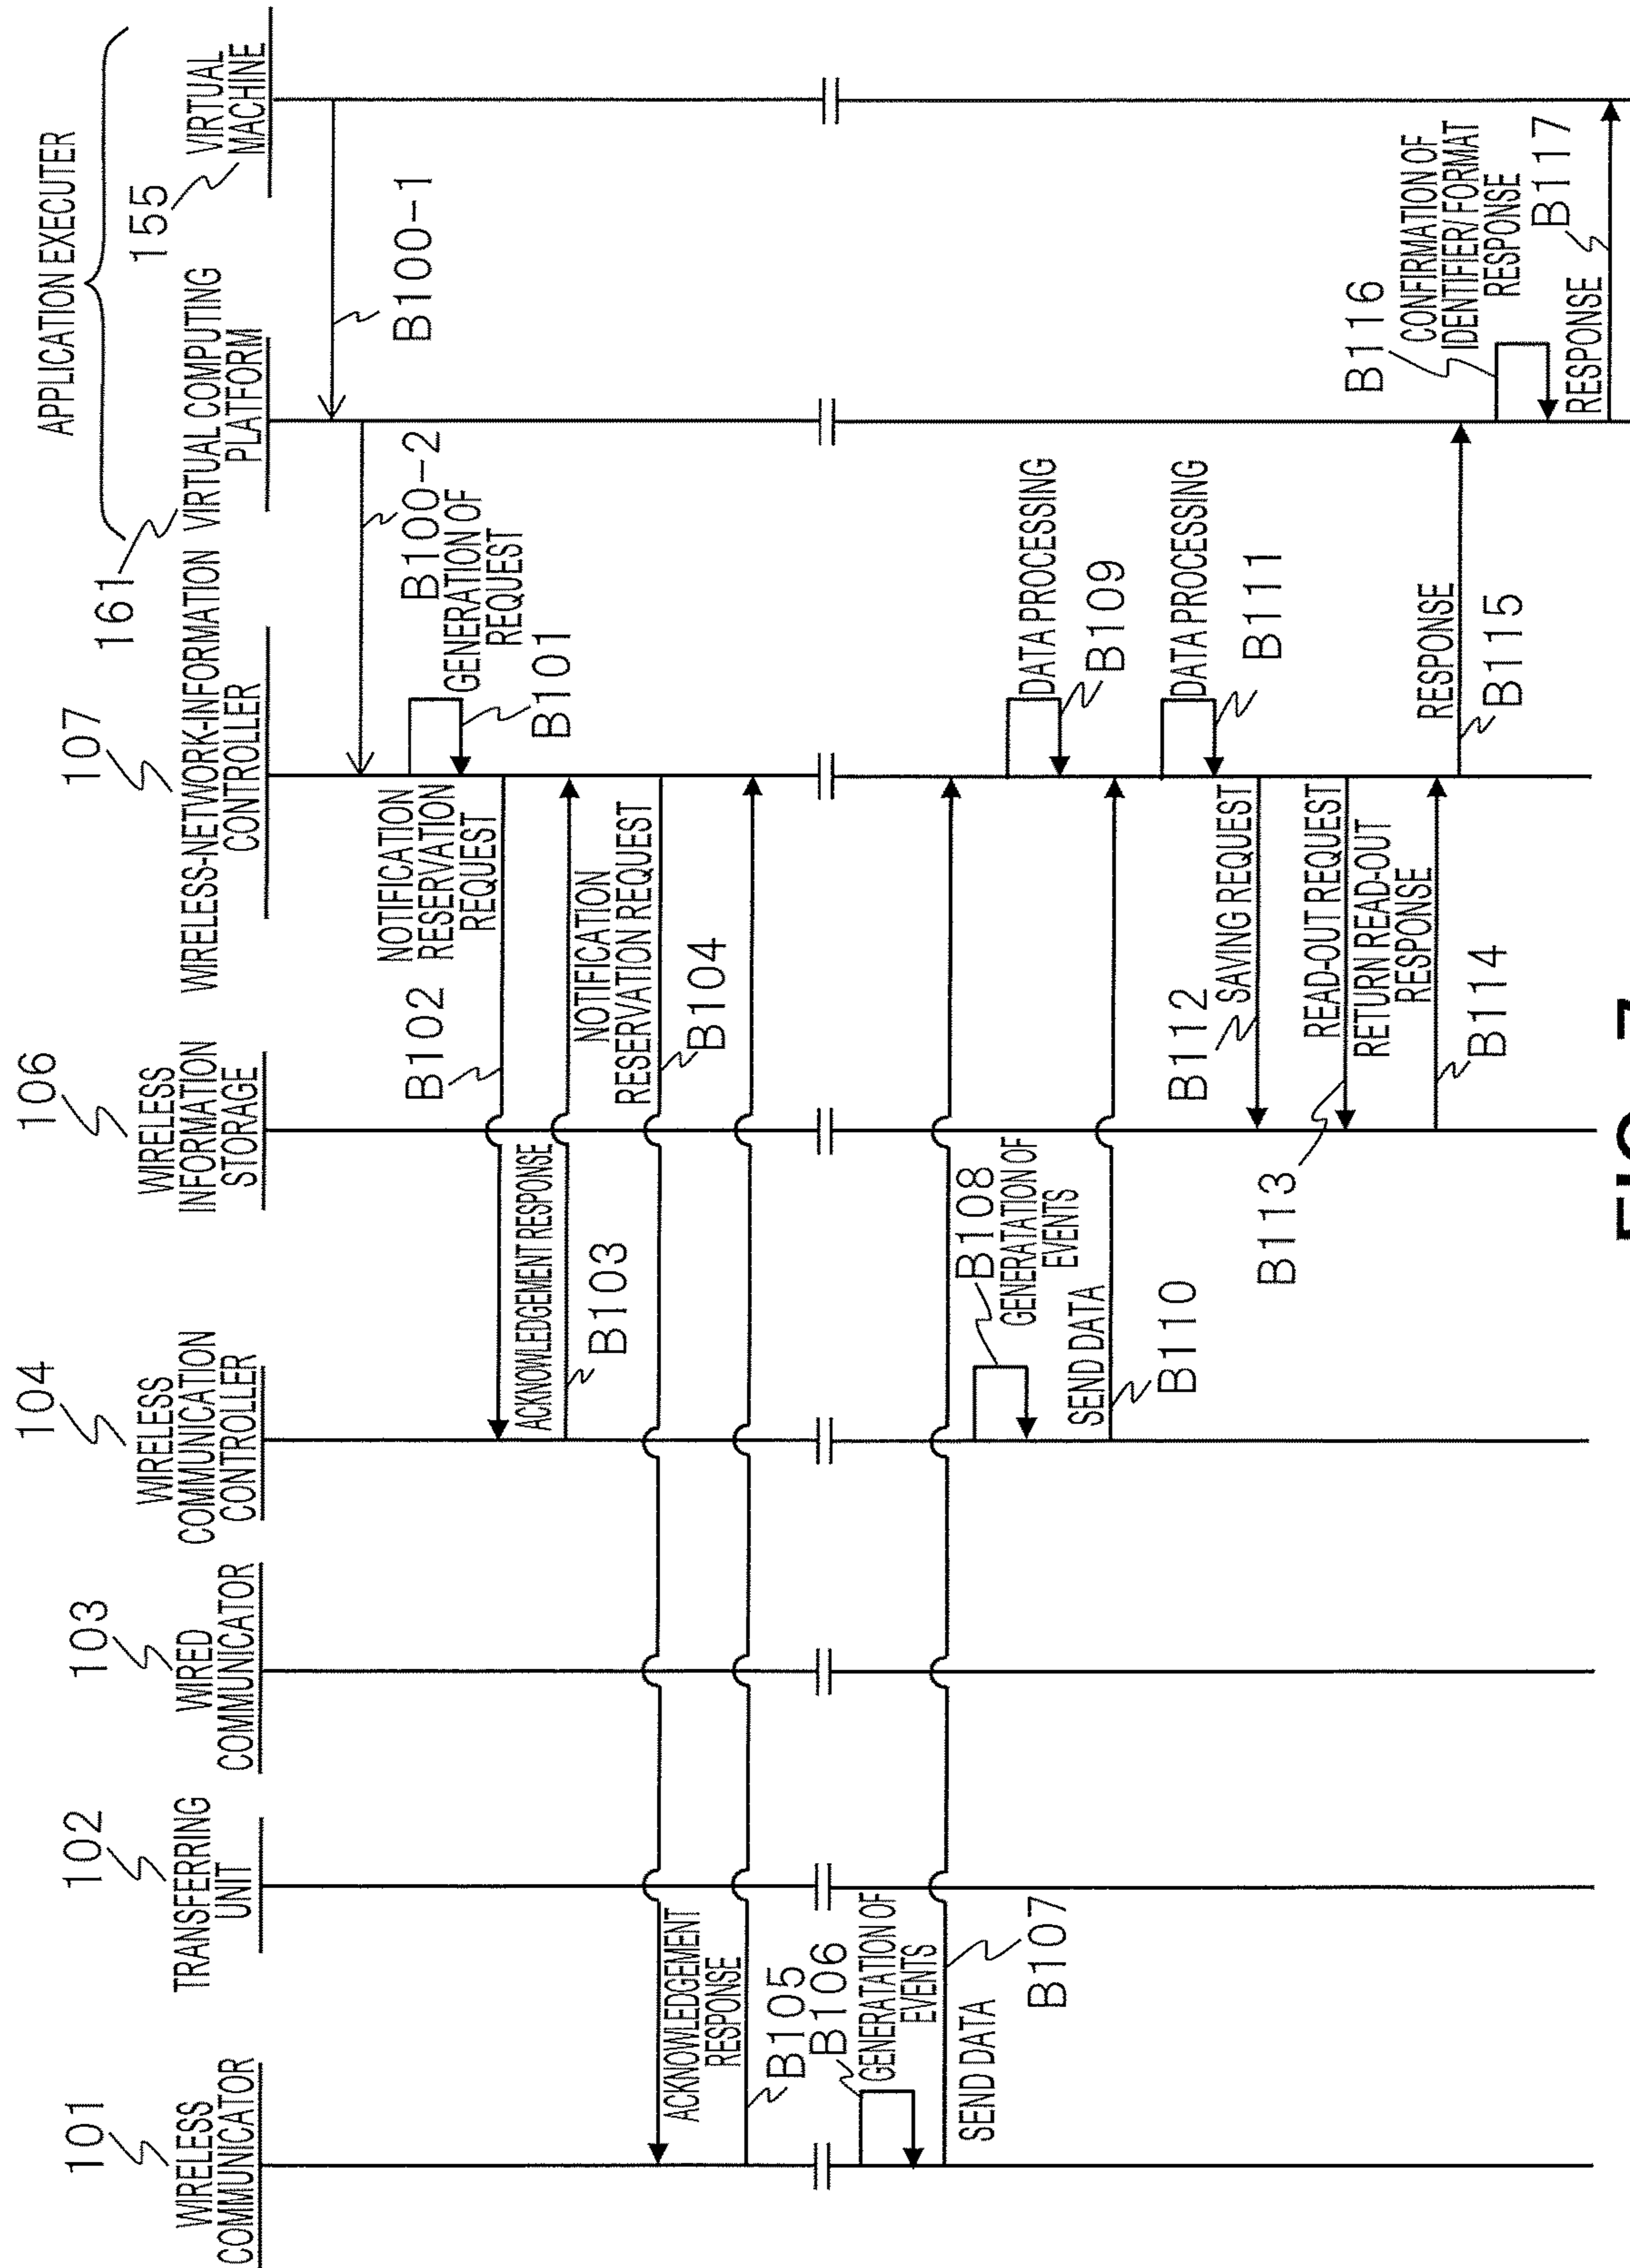 101
WIRELESS
COMMUNICATOR
102
TRANSFERRING
UNIT
103
WIRED
COMMUNICATOR
104
WIRELESS
COMMUNICATION
CONTROLLER
106
WIRELESS
INFORMATION
STORAGE
107
WIRELESS-NETWORK-INFORMATION
CONTROLLER
APPLICATION EXECUTER
161
VIRTUAL COMPUTING
PLATFORM
155
VIRTUAL
MACHINE
B100-1
B100-2
GENERATION OF
REQUEST
B101
NOTIFICATION
RESERVATION
REQUEST
B102
ACKNOWLEDGEMENT RESPONSE
B103
NOTIFICATION
RESERVATION REQUEST
B104
ACKNOWLEDGEMENT
RESPONSE
B105
B106
GENERATATION OF
EVENTS
SEND DATA
B107
B108
GENERATATION OF
EVENTS
DATA PROCESSING
B109
SEND DATA
B110
DATA PROCESSING
B111
B112
SAVING REQUEST
B113
READ-OUT REQUEST
RETURN READ-OUT
RESPONSE
B114
RESPONSE
B115
B116
CONFIRMATION OF
IDENTIFIER/FORMAT
RESPONSE
RESPONSE
B117